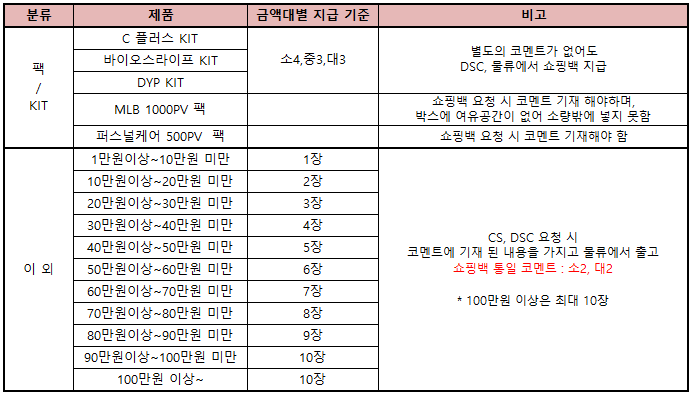 분류 제품 금액대별 지급 기준 비고
팩
/
KIT
C 플러스 KIT
바이오스라이프 KIT
DYP KIT
소4,중3,대3
별도의 코멘트가 없어도
DSC, 물류에서 쇼핑백 지급
MLB 1000PV 팩
쇼핑백 요청 시 코멘트 기재 해야하며,
박스에 여유공간이 없어 소량밖에 넣지 못함
퍼스널케어 500PV 팩
쇼핑백 요청 시 코멘트 기재해야 함
이 외
1만원이상~10만원 미만 1장
10만원이상~20만원 미만 2장
20만원이상~30만원 미만 3장
30만원이상~40만원 미만 4장
40만원이상~50만원 미만 5장
50만원이상~60만원 미만 6장
60만원이상~70만원 미만 7장
70만원이상~80만원 미만 8장
80만원이상~90만원 미만 9장
90만원이상~100만원 미만 10장
100만원 이상~ 10장
CS, DSC 요청 시
코멘트에 기재 된 내용을 가지고 물류에서 출고
쇼핑백 통일 코멘트 : 소2, 대2
* 100만원 이상은 최대 10장